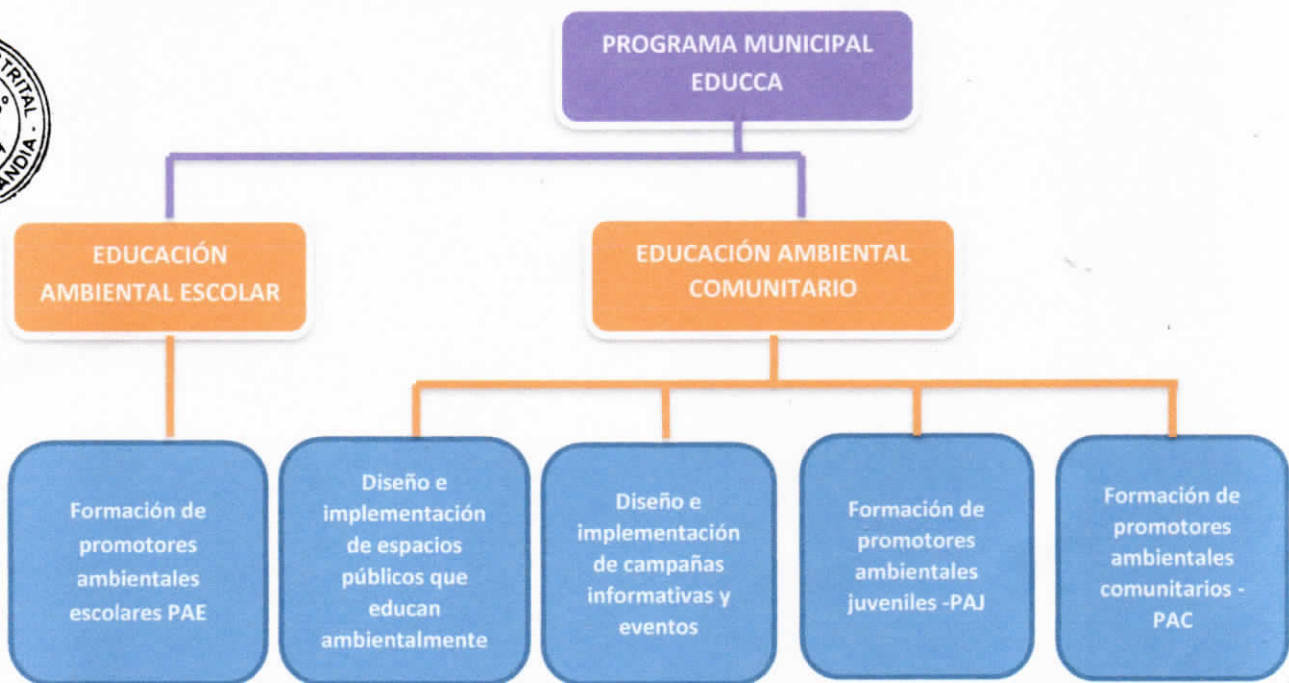 PROGRAMA MUNICIPAL
EDUCCA
EDUCACIÓN
AMBIENTAL ESCOLAR
EDUCACIÓN AMBIENTAL
COMUNITARIO
Formación de
promotores
ambientales
escolares PAE
Diseño e
implementación
de espacios
públicos que
educan
ambientalmente
Diseño e
implementación
de campañas
informativas y
eventos
Formación de
promotores
ambientales
juveniles -PAJ
Formación de
promotores
ambientales
comunitarios -
PAC